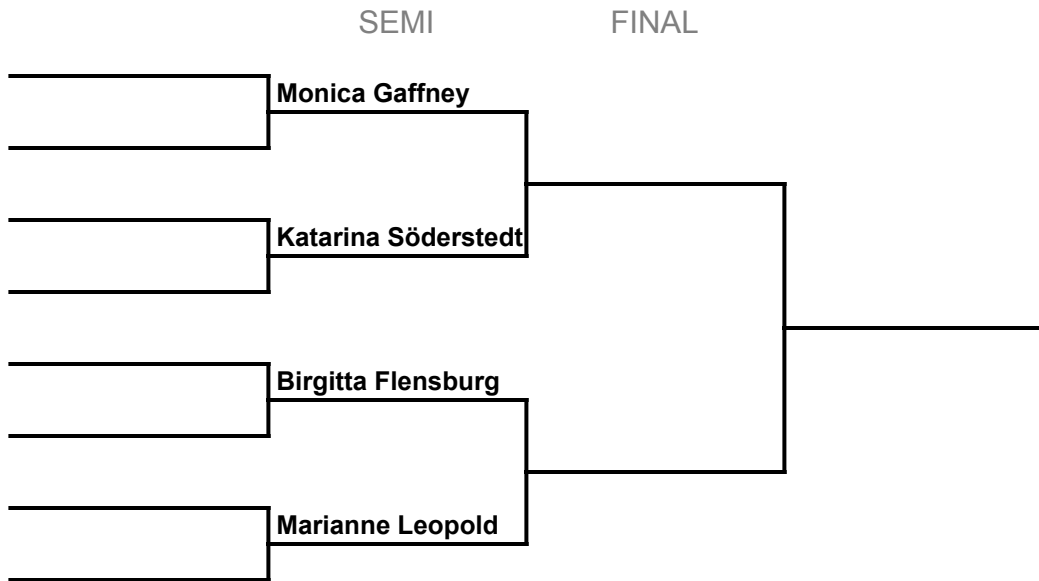 SEMI FINAL
Monica Gaffney
Katarina Söderstedt
Birgitta Flensburg
Marianne Leopold